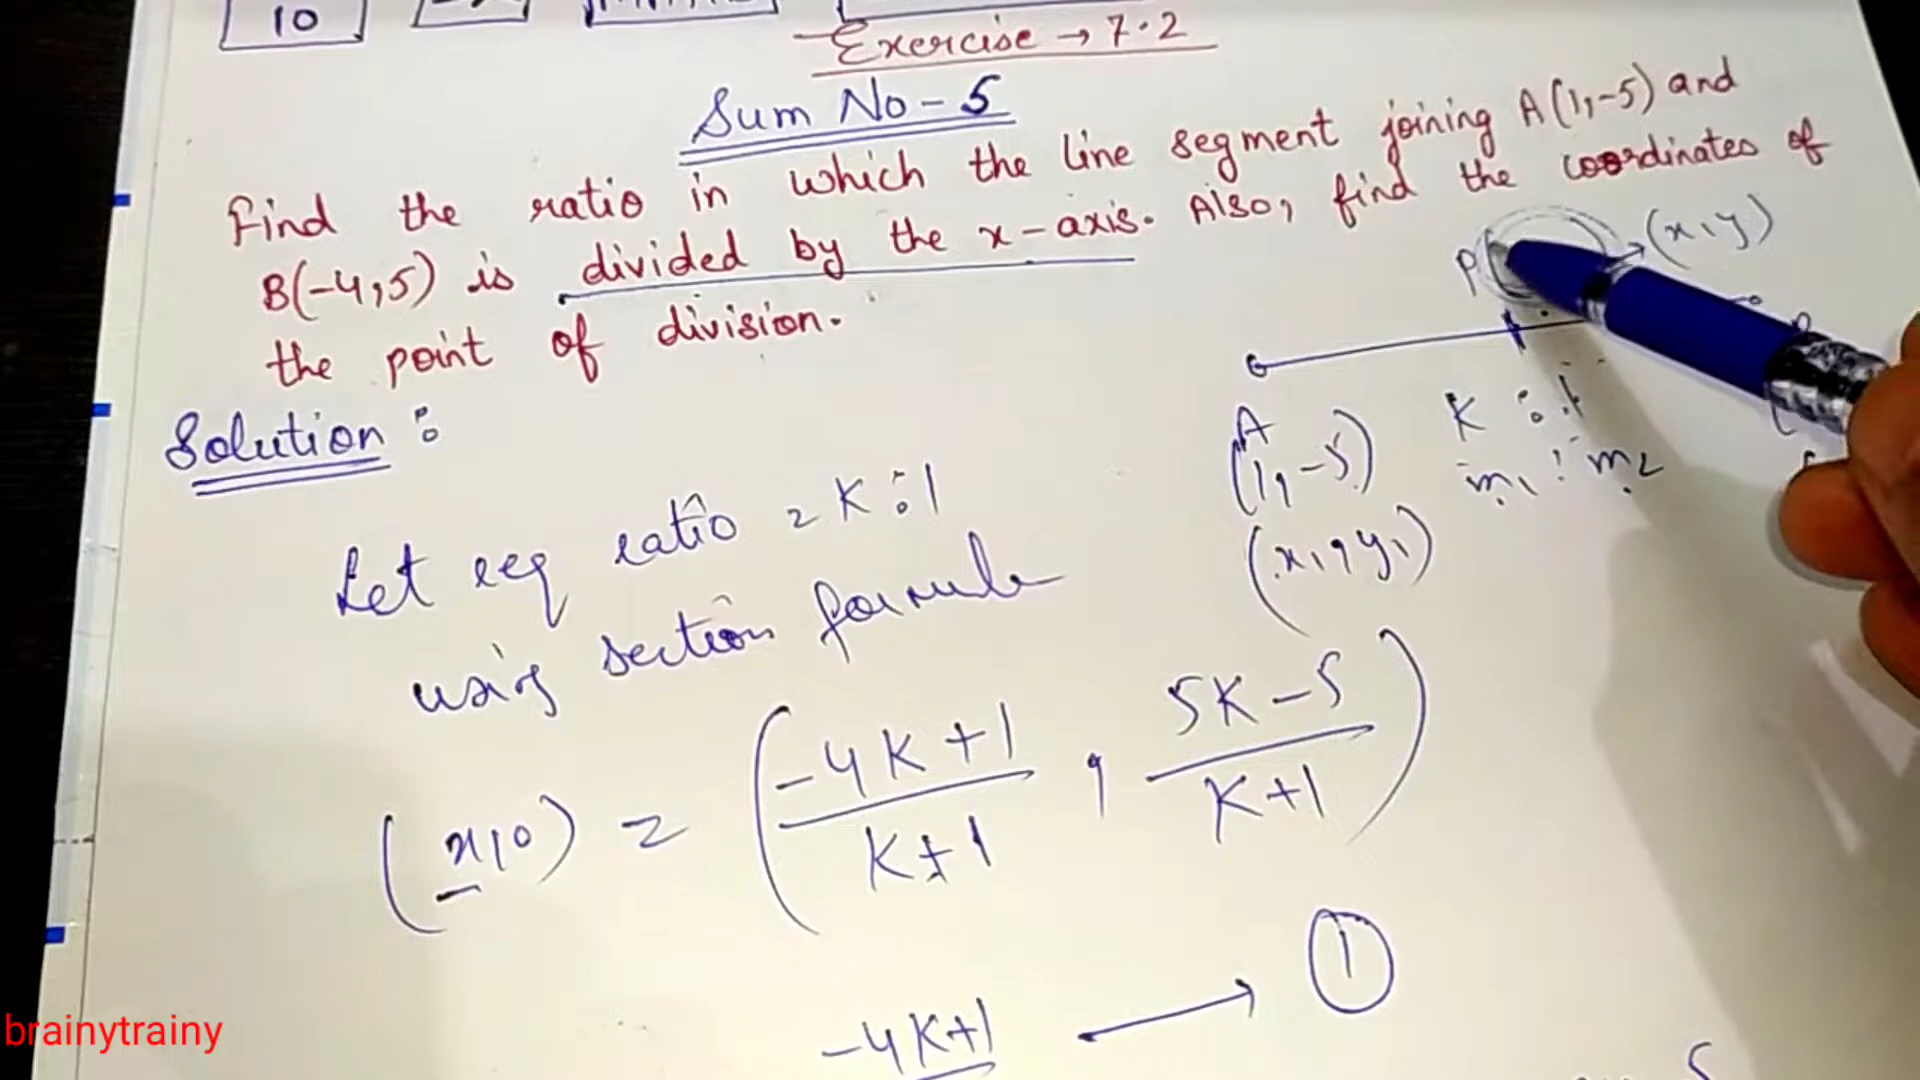 10
Exercise → 7.2
Sum No - 5
Find the ratio in which the line segment joining A(1,-5) and
B(-4,5) is divided by the x-axis. Also, find the coordinates of
the point of division.
P (x,y)
Solution :
A
(1,-5)
K : 1
m₁ : m₂
(x₁,y₁)
Let req ratio = K:1
using section formula
(x,0) = (-4K+1/K+1 , 5K-5/K+1)
-4K+1 → 1
brainytrainy